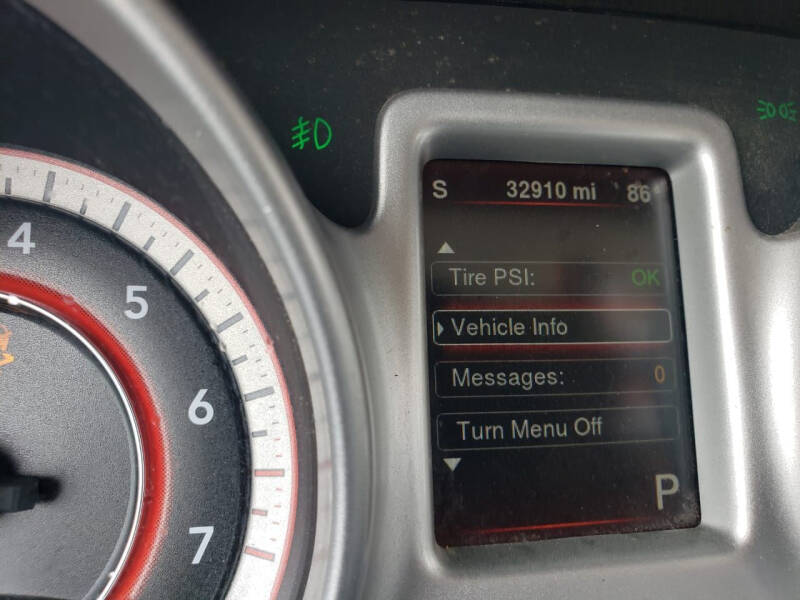 S 32910 mi 86°
Tire PSI: OK
Vehicle Info
Messages: 0
Turn Menu Off
P
4
5
6
7